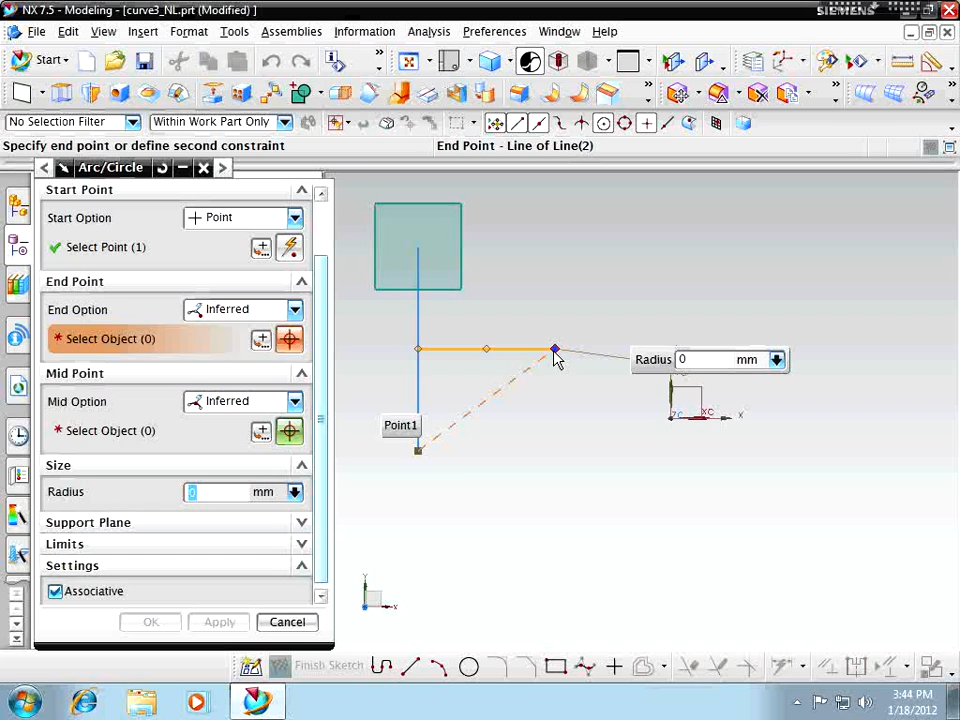 NX 7.5 - Modeling - [curve3_NL.prt (Modified) ]
SIEMENS
File Edit View Insert Format Tools Assemblies Information Analysis Preferences Window Help
Start
No Selection Filter
Within Work Part Only
Specify end point or define second constraint
End Point - Line of Line(2)
Arc/Circle
Start Point
Start Option
Point
Select Point (1)
End Point
End Option
Inferred
* Select Object (0)
Mid Point
Mid Option
Inferred
* Select Object (0)
Size
Radius
0
mm
Support Plane
Limits
Settings
Associative
OK
Apply
Cancel
Radius 0 mm
Point1
ZC
XC
X
Y
X
Finish Sketch
3:44 PM
1/18/2012